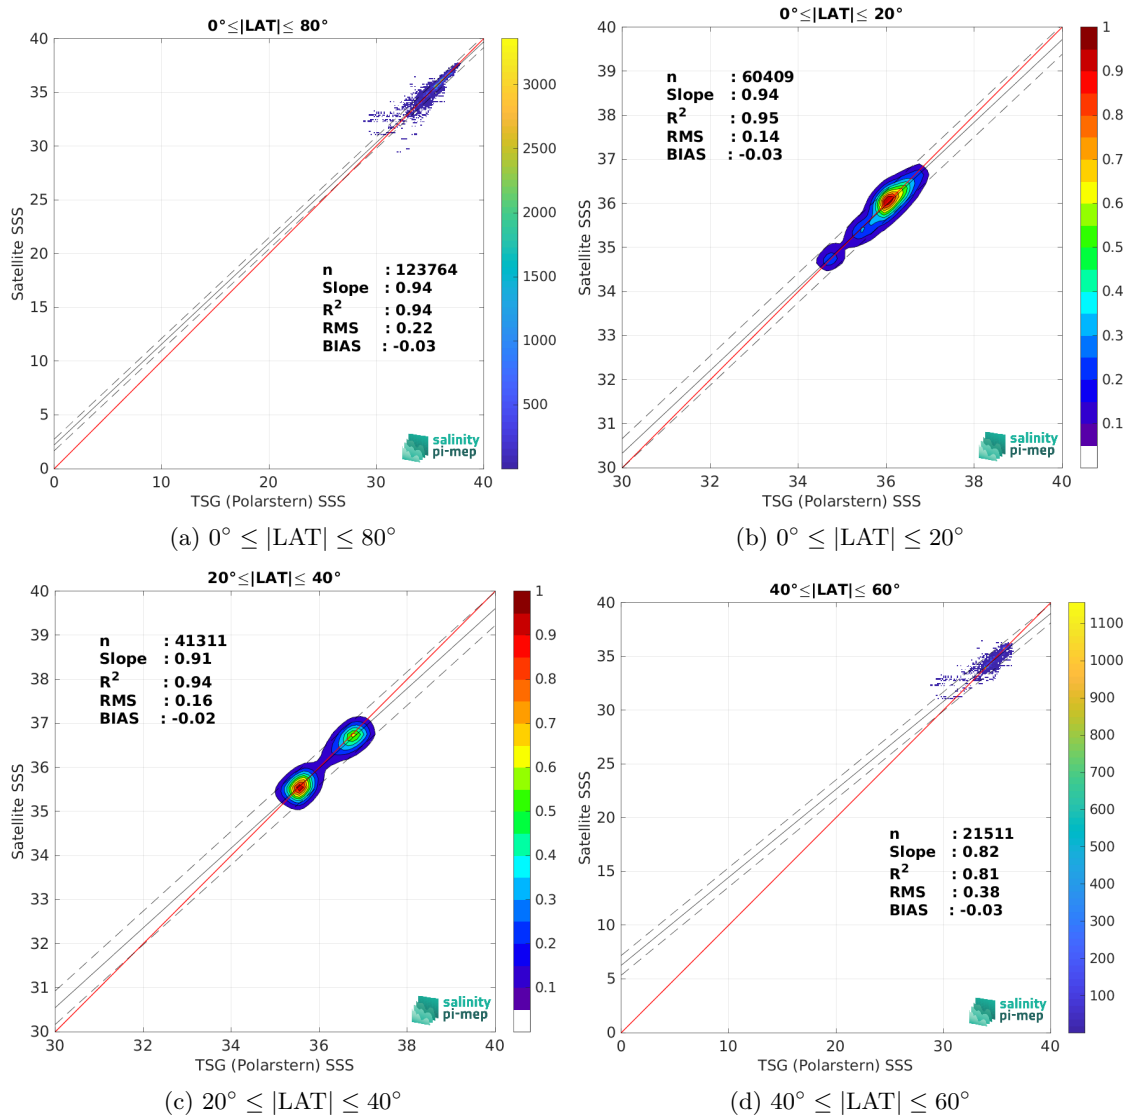 0°≤|LAT|≤ 80°
40
35
30
25
20
15
10
5
0
Satellite SSS
0
10
20
30
40
TSG (Polarstern) SSS
n : 123764
Slope : 0.94
R² : 0.94
RMS : 0.22
BIAS : -0.03
salinity
pi-mep
3000
2500
2000
1500
1000
500
(a) 0° ≤ |LAT| ≤ 80°
0°≤|LAT|≤ 20°
40
39
38
37
36
35
34
33
32
31
30
Satellite SSS
30
32
34
36
38
40
TSG (Polarstern) SSS
n : 60409
Slope : 0.94
R² : 0.95
RMS : 0.14
BIAS : -0.03
salinity
pi-mep
1
0.9
0.8
0.7
0.6
0.5
0.4
0.3
0.2
0.1
(b) 0° ≤ |LAT| ≤ 20°
20°≤|LAT|≤ 40°
40
39
38
37
36
35
34
33
32
31
30
Satellite SSS
30
32
34
36
38
40
TSG (Polarstern) SSS
n : 41311
Slope : 0.91
R² : 0.94
RMS : 0.16
BIAS : -0.02
salinity
pi-mep
1
0.9
0.8
0.7
0.6
0.5
0.4
0.3
0.2
0.1
(c) 20° ≤ |LAT| ≤ 40°
40°≤|LAT|≤ 60°
40
35
30
25
20
15
10
5
0
Satellite SSS
0
10
20
30
40
TSG (Polarstern) SSS
n : 21511
Slope : 0.82
R² : 0.81
RMS : 0.38
BIAS : -0.03
salinity
pi-mep
1100
1000
900
800
700
600
500
400
300
200
100
(d) 40° ≤ |LAT| ≤ 60°